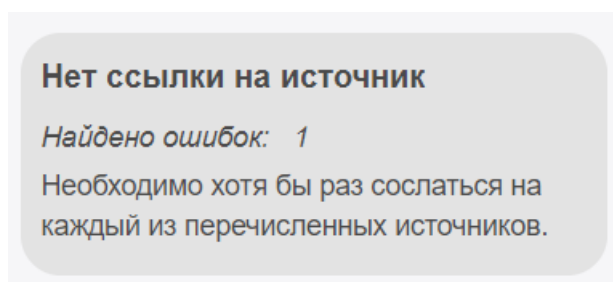 Нет ссылки на источник
Найдено ошибок: 1
Необходимо хотя бы раз сослаться на
каждый из перечисленных источников.